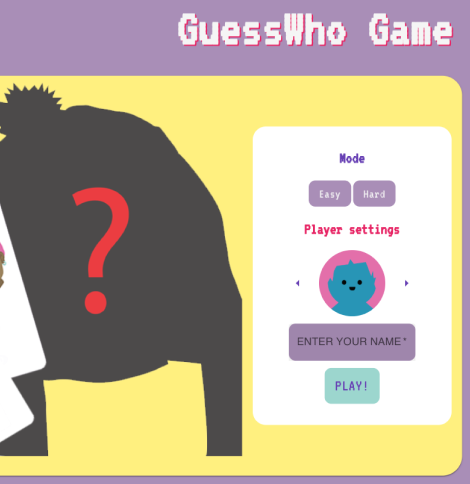 GuessWho Game
?
Mode
Easy Hard
Player settings
ENTER YOUR NAME*
PLAY!